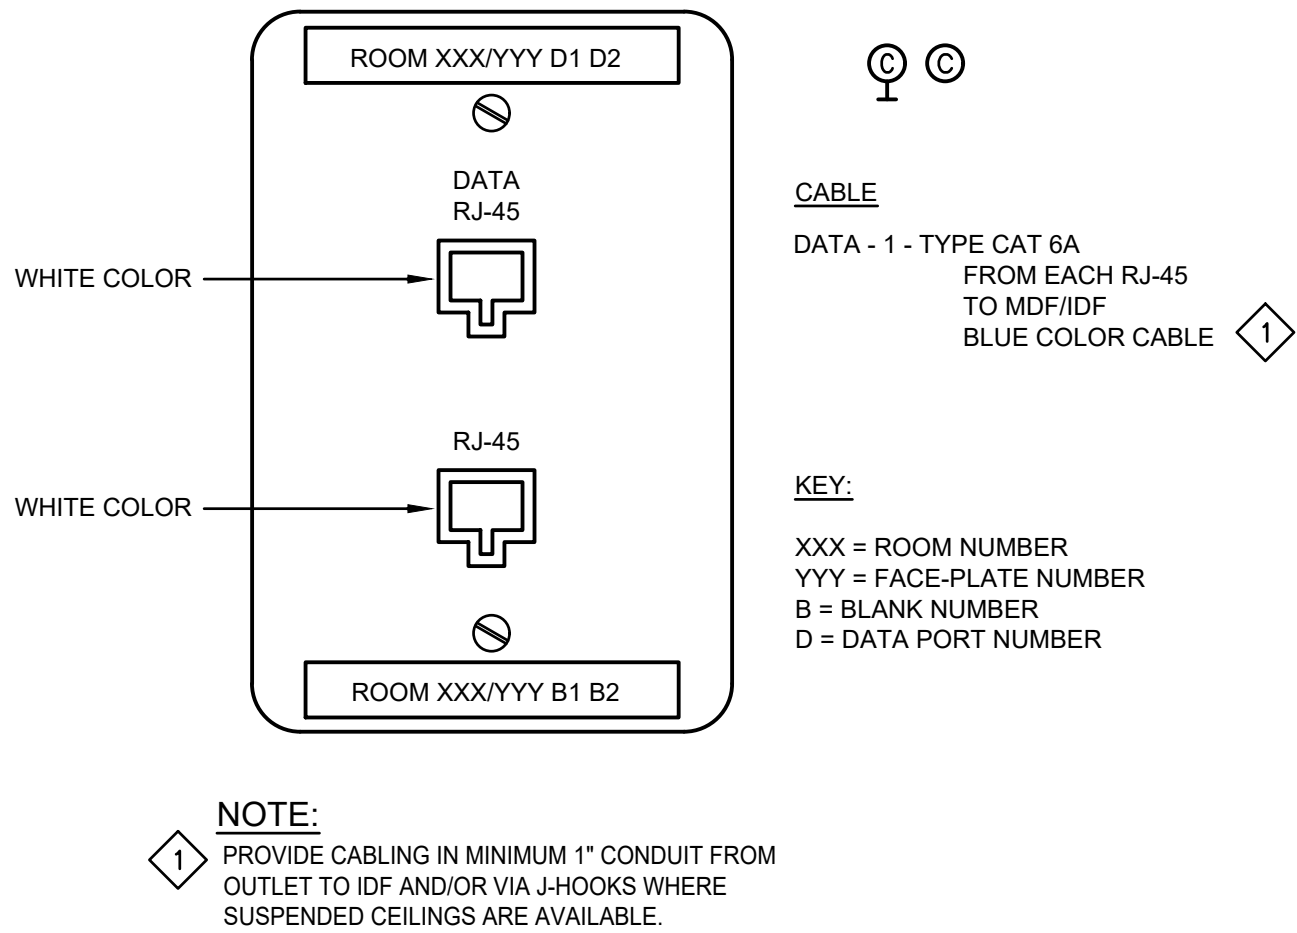 ROOM XXX/YYY D1 D2
DATA
RJ-45
WHITE COLOR
RJ-45
WHITE COLOR
ROOM XXX/YYY B1 B2
C C
CABLE
DATA - 1 - TYPE CAT 6A
FROM EACH RJ-45
TO MDF/IDF
BLUE COLOR CABLE 1
KEY:
XXX = ROOM NUMBER
YYY = FACE-PLATE NUMBER
B = BLANK NUMBER
D = DATA PORT NUMBER
NOTE:
1 PROVIDE CABLING IN MINIMUM 1" CONDUIT FROM
OUTLET TO IDF AND/OR VIA J-HOOKS WHERE
SUSPENDED CEILINGS ARE AVAILABLE.